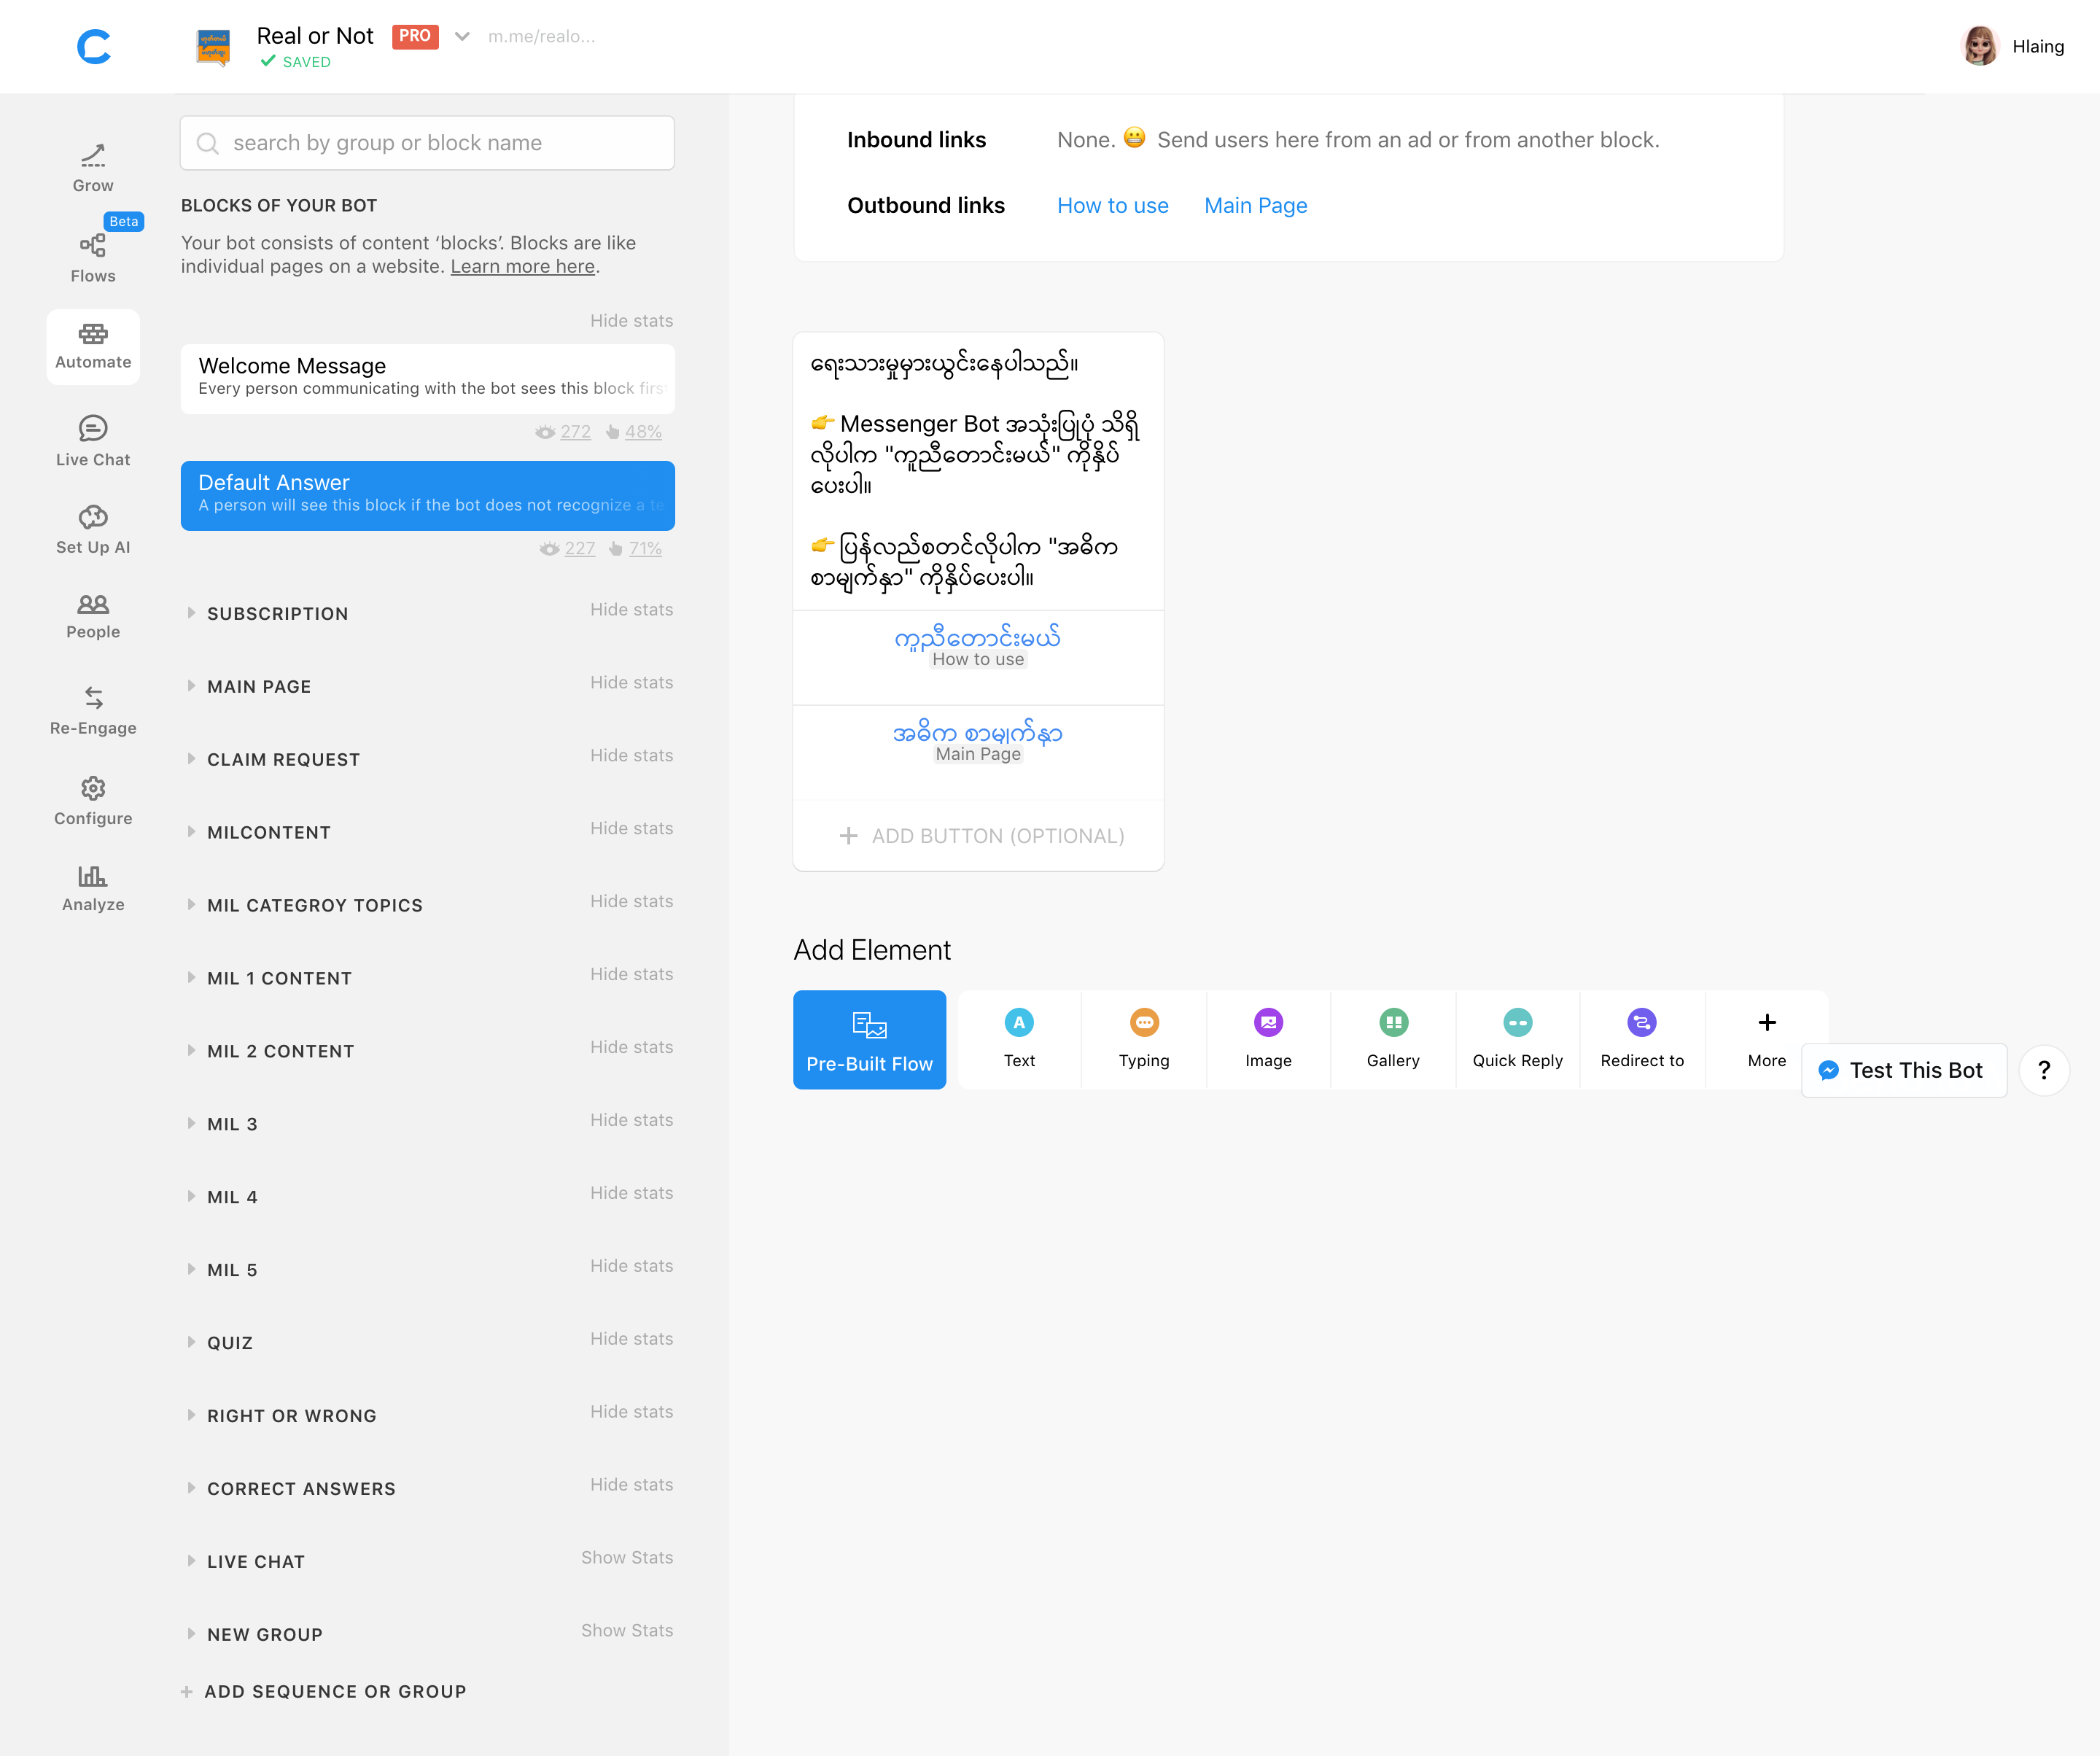 Real or Not PRO m.me/realo...
SAVED
Hlaing
Grow
Beta
Flows
Automate
Live Chat
Set Up AI
People
Re-Engage
Configure
Analyze
search by group or block name
BLOCKS OF YOUR BOT
Your bot consists of content ‘blocks’. Blocks are like
individual pages on a website. Learn more here.
Hide stats
Welcome Message
Every person communicating with the bot sees this block first
272 48%
Default Answer
A person will see this block if the bot does not recognize a te
227 71%
SUBSCRIPTION Hide stats
MAIN PAGE Hide stats
CLAIM REQUEST Hide stats
MILCONTENT Hide stats
MIL CATEGROY TOPICS Hide stats
MIL 1 CONTENT Hide stats
MIL 2 CONTENT Hide stats
MIL 3 Hide stats
MIL 4 Hide stats
MIL 5 Hide stats
QUIZ Hide stats
RIGHT OR WRONG Hide stats
CORRECT ANSWERS Hide stats
LIVE CHAT Show Stats
NEW GROUP Show Stats
+ ADD SEQUENCE OR GROUP
Inbound links None. 😬 Send users here from an ad or from another block.
Outbound links How to use Main Page
ရေးသားမှုမှားယွင်းနေပါသည်။
👉 Messenger Bot အသုံးပြုပုံ သိရှိ
လိုပါက "ကူညီတောင်းမယ်" ကိုနှိပ်
ပေးပါ။
👉 ပြန်လည်စတင်လိုပါက "အဓိက
စာမျက်နှာ" ကိုနှိပ်ပေးပါ။
ကူညီတောင်းမယ်
How to use
အဓိက စာမျက်နှာ
Main Page
+ ADD BUTTON (OPTIONAL)
Add Element
Pre-Built Flow
Text
Typing
Image
Gallery
Quick Reply
Redirect to
More
Test This Bot
?